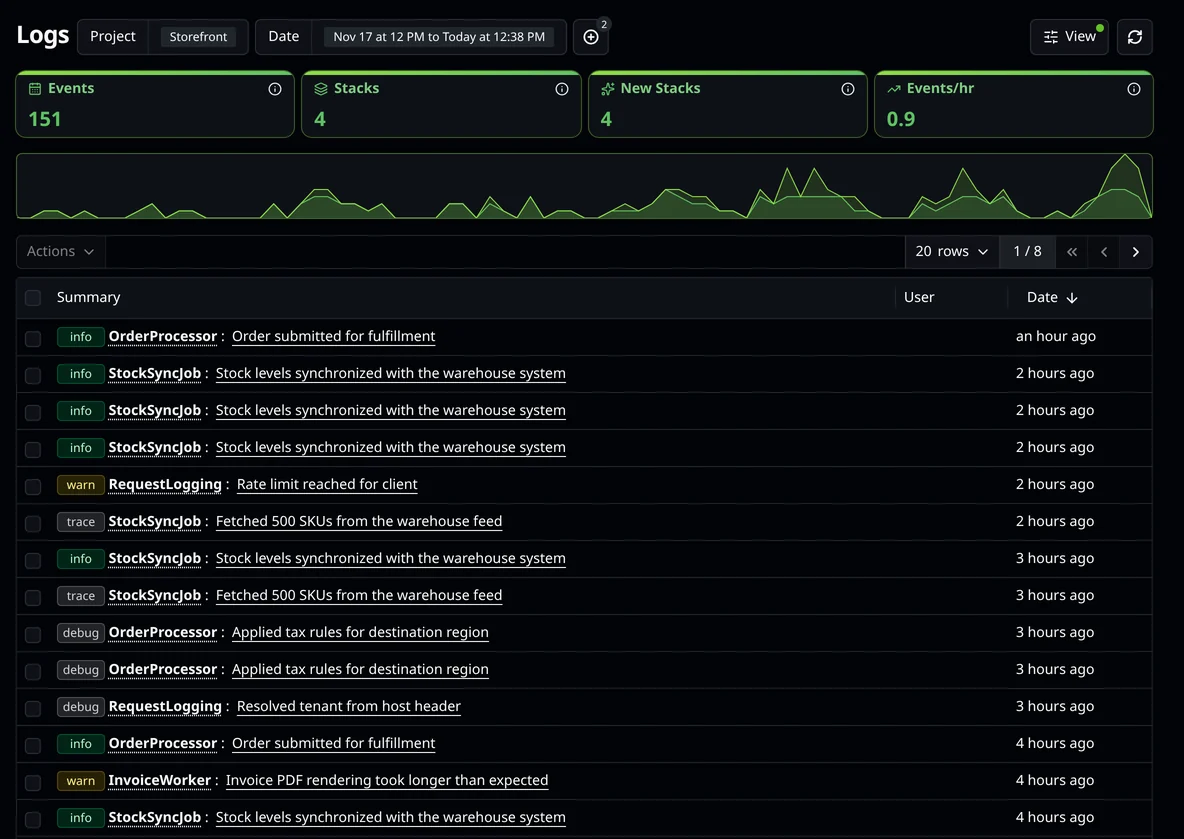 Logs Project Storefront Date Nov 17 at 12 PM to Today at 12:38 PM 2 View
Events Stacks New Stacks Events/hr
151 4 4 0.9
Actions 20 rows 1 / 8
Summary User Date
info OrderProcessor : Order submitted for fulfillment an hour ago
info StockSyncJob : Stock levels synchronized with the warehouse system 2 hours ago
info StockSyncJob : Stock levels synchronized with the warehouse system 2 hours ago
info StockSyncJob : Stock levels synchronized with the warehouse system 2 hours ago
warn RequestLogging : Rate limit reached for client 2 hours ago
trace StockSyncJob : Fetched 500 SKUs from the warehouse feed 2 hours ago
info StockSyncJob : Stock levels synchronized with the warehouse system 3 hours ago
trace StockSyncJob : Fetched 500 SKUs from the warehouse feed 3 hours ago
debug OrderProcessor : Applied tax rules for destination region 3 hours ago
debug OrderProcessor : Applied tax rules for destination region 3 hours ago
debug RequestLogging : Resolved tenant from host header 3 hours ago
info OrderProcessor : Order submitted for fulfillment 4 hours ago
warn InvoiceWorker : Invoice PDF rendering took longer than expected 4 hours ago
info StockSyncJob : Stock levels synchronized with the warehouse system 4 hours ago